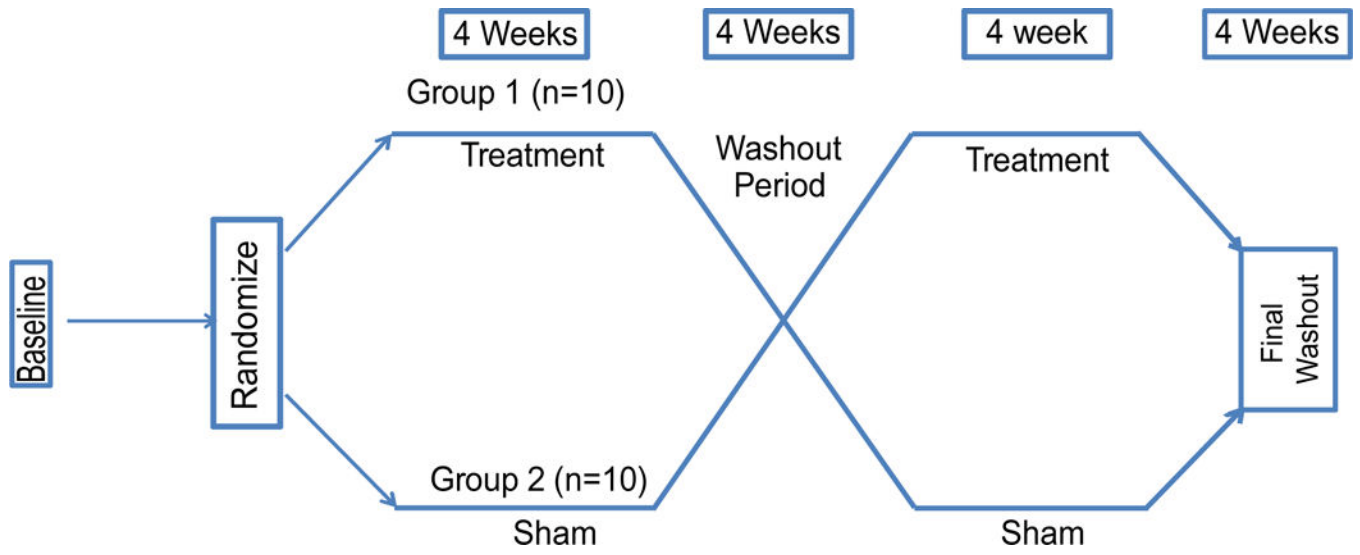 4 Weeks
4 Weeks
4 week
4 Weeks
Group 1 (n=10)
Treatment
Washout
Period
Treatment
Baseline
Randomize
Final
Washout
Group 2 (n=10)
Sham
Sham